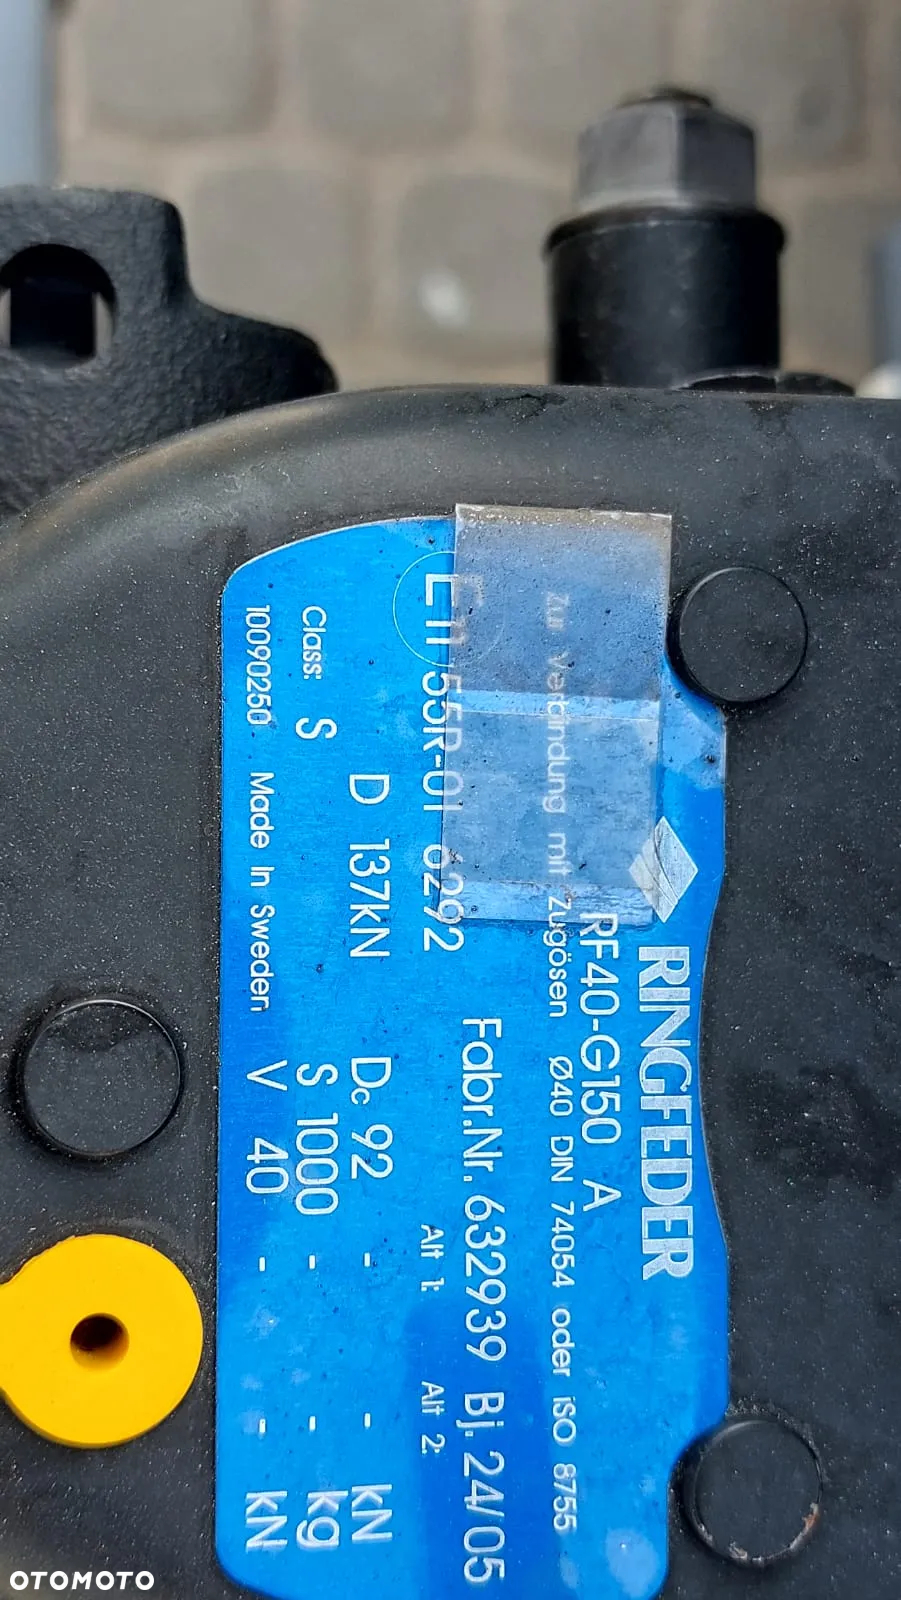 RINGFEDER
RF40-G150 A
Zur Verbindung mit Zugösen Ø40 DIN 74054 oder ISO 8755
Fabr.Nr. 632939 Bj. 24/05
E11 55R-01 6292
Alt 1: Alt 2:
D 137kN Dc 92 - - kN
Class: S S 1000 - - kg
10090250 Made In Sweden V 40 - - kN
OTOMOTO